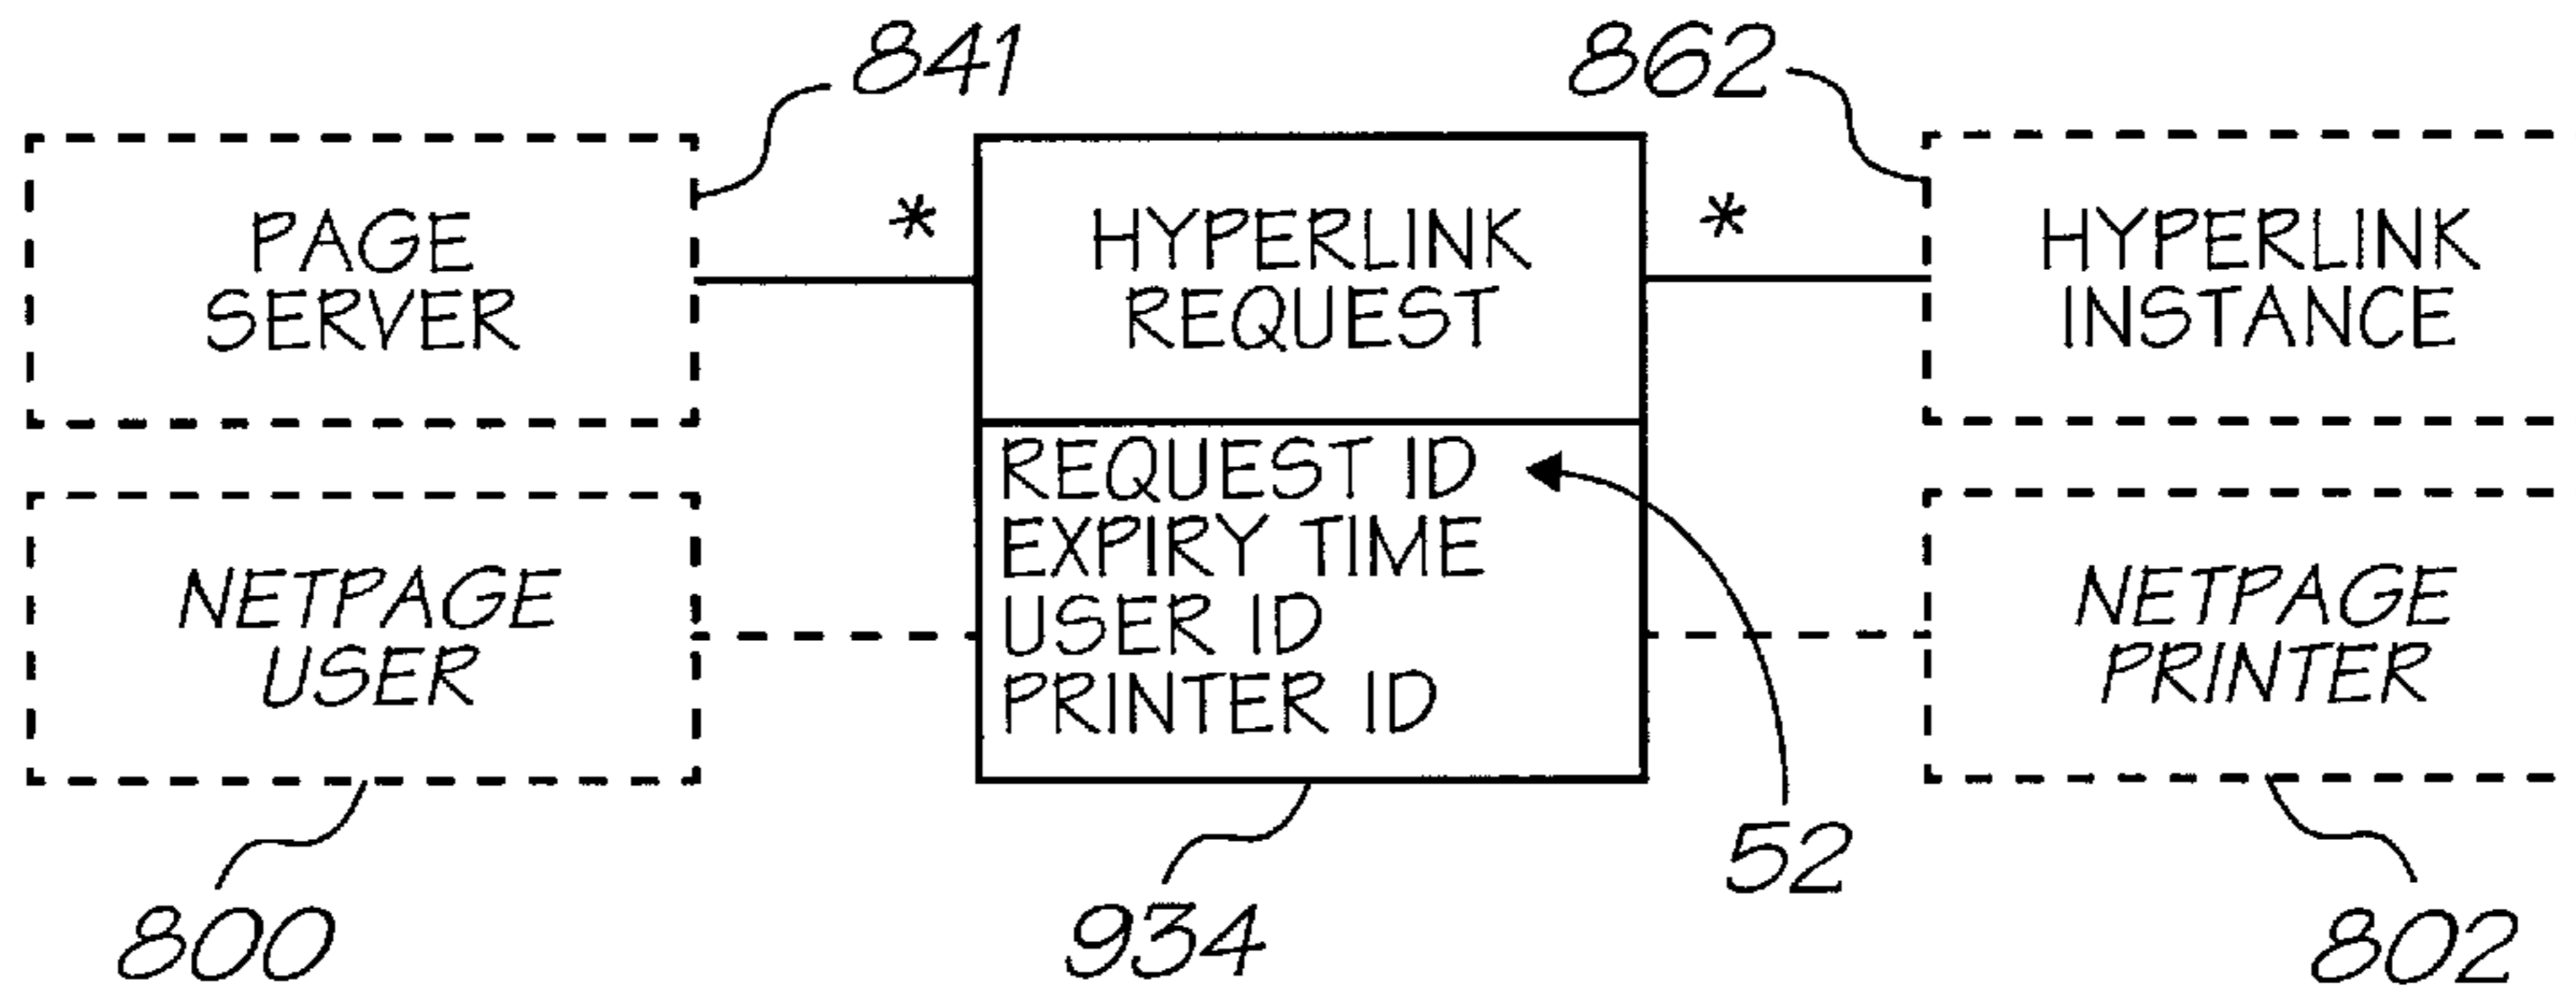 841
862
PAGE
SERVER
*
HYPERLINK
REQUEST
*
HYPERLINK
INSTANCE
REQUEST ID
EXPIRY TIME
USER ID
PRINTER ID
NETPAGE
USER
NETPAGE
PRINTER
800
934
52
802